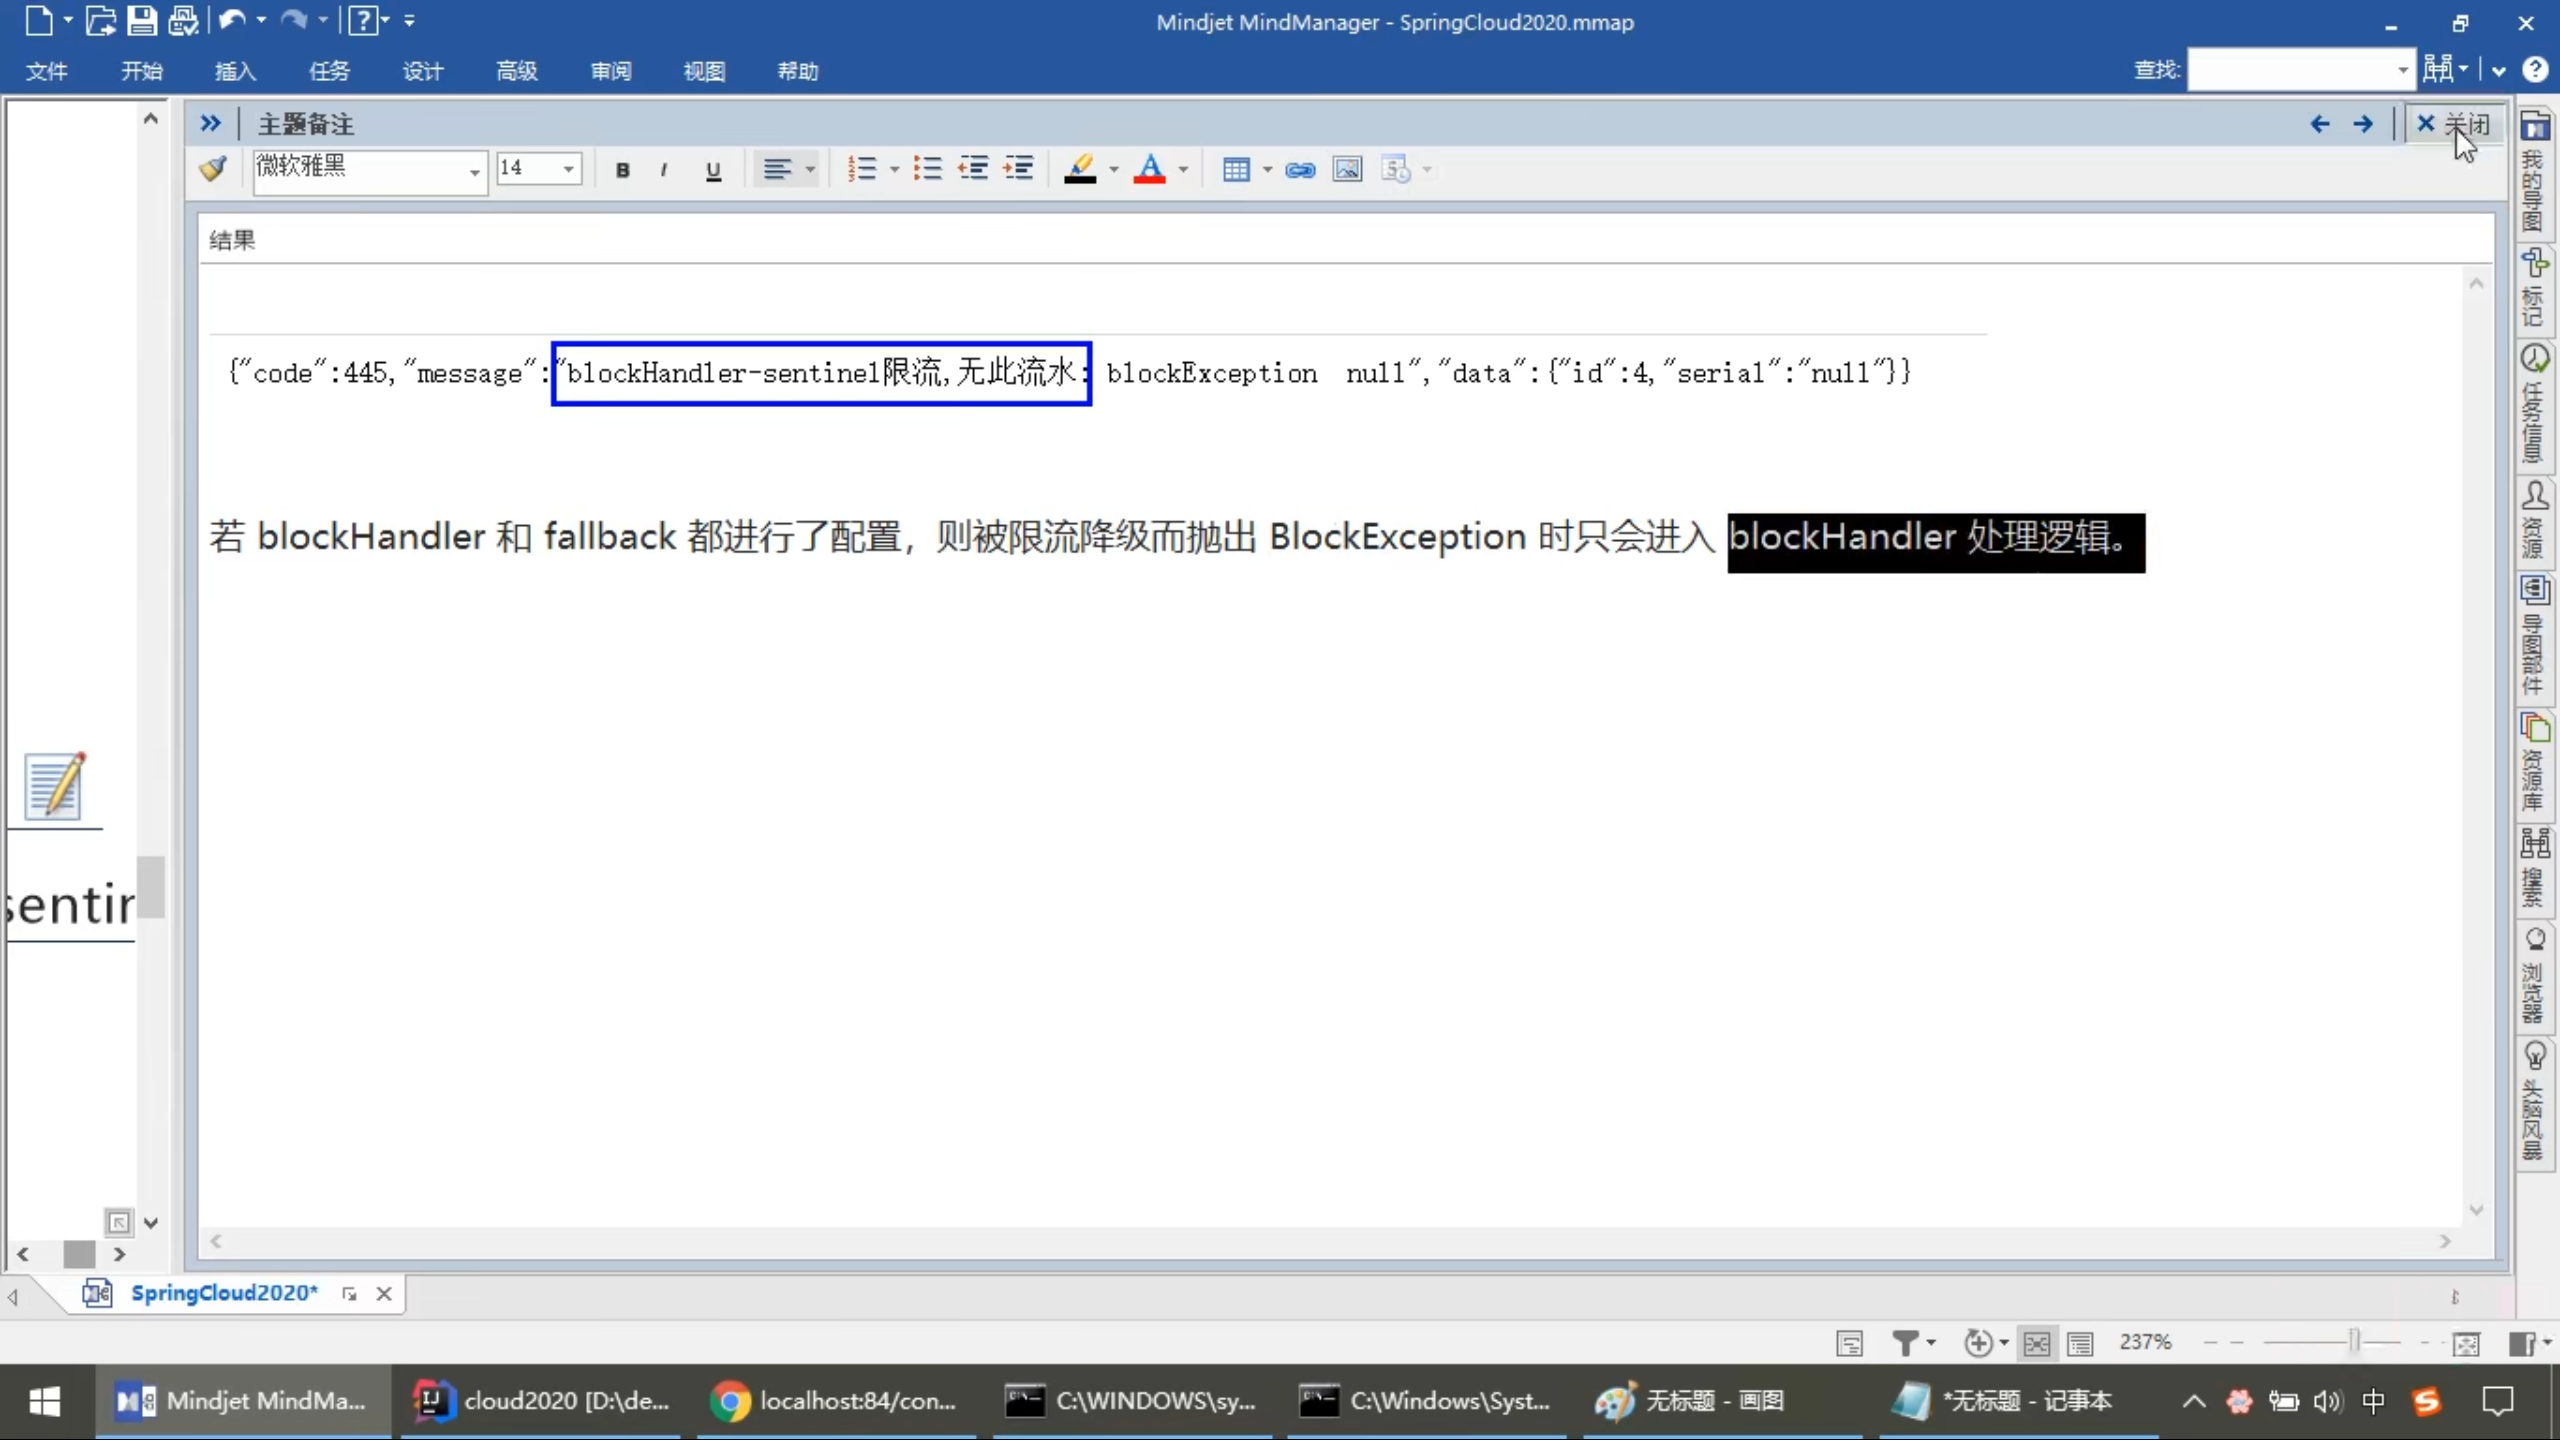 Mindjet MindManager - SpringCloud2020.mmap
文件 开始 插入 任务 设计 高级 审阅 视图 帮助
查找:
主题备注
关闭
微软雅黑 14 B I U
结果
{"code":445,"message":"blockHandler-sentinel限流,无此流水: blockException  null","data":{"id":4,"serial":"null"}}
若 blockHandler 和 fallback 都进行了配置，则被限流降级而抛出 BlockException 时只会进入 blockHandler 处理逻辑。
sentin
我的导图
标记
任务信息
资源
导图部件
资源库
搜索
浏览器
头脑风暴
SpringCloud2020*
237%
Mindjet MindMa... cloud2020 [D:\de... localhost:84/con... C:\WINDOWS\sy... C:\Windows\Syst... 无标题 - 画图 *无标题 - 记事本 中